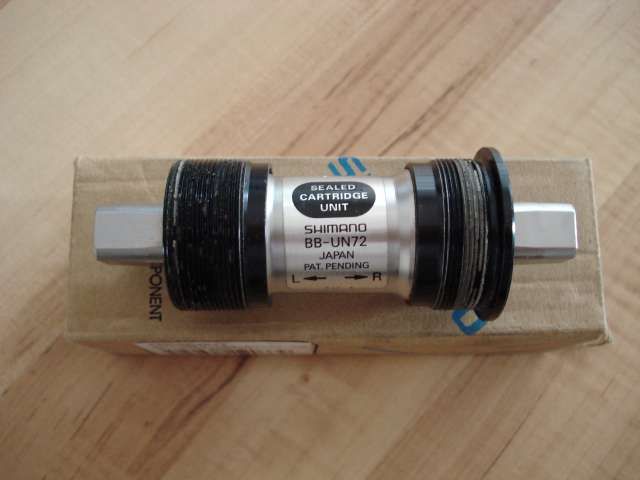 SEALED
CARTRIDGE
UNIT
SHIMANO
BB-UN72
JAPAN
PAT. PENDING
L R
PONENT